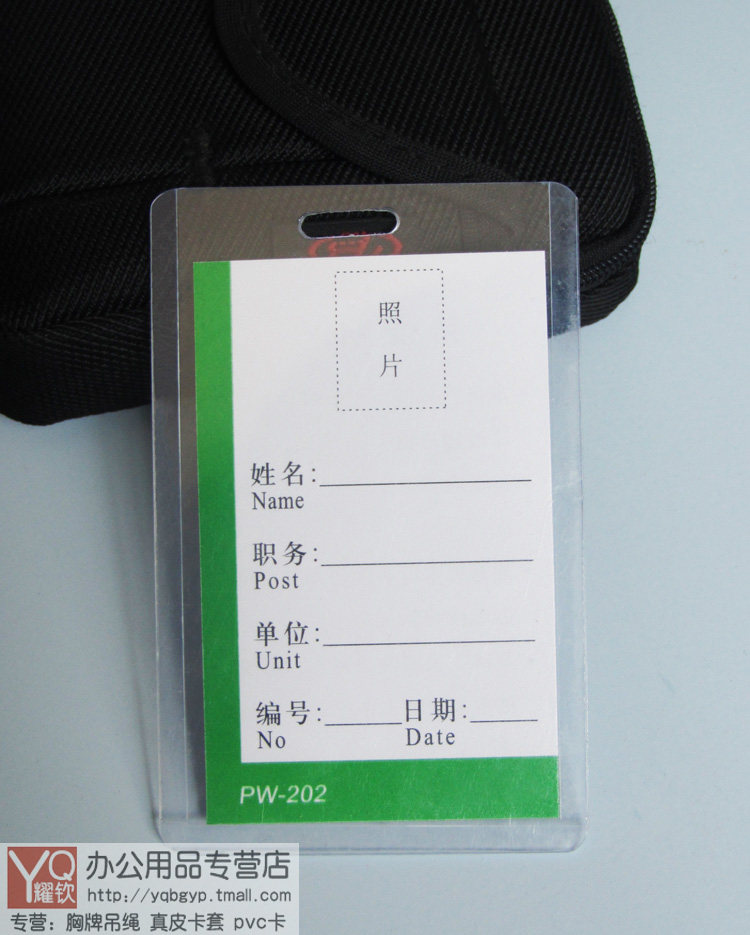 照
片
姓名:
Name
职务:
Post
单位:
Unit
编号: 日期:
No Date
PW-202
YQ 办公用品专营店
耀钦 http://yqbgyp.tmall.com
专营：胸牌吊绳 真皮卡套 pvc卡